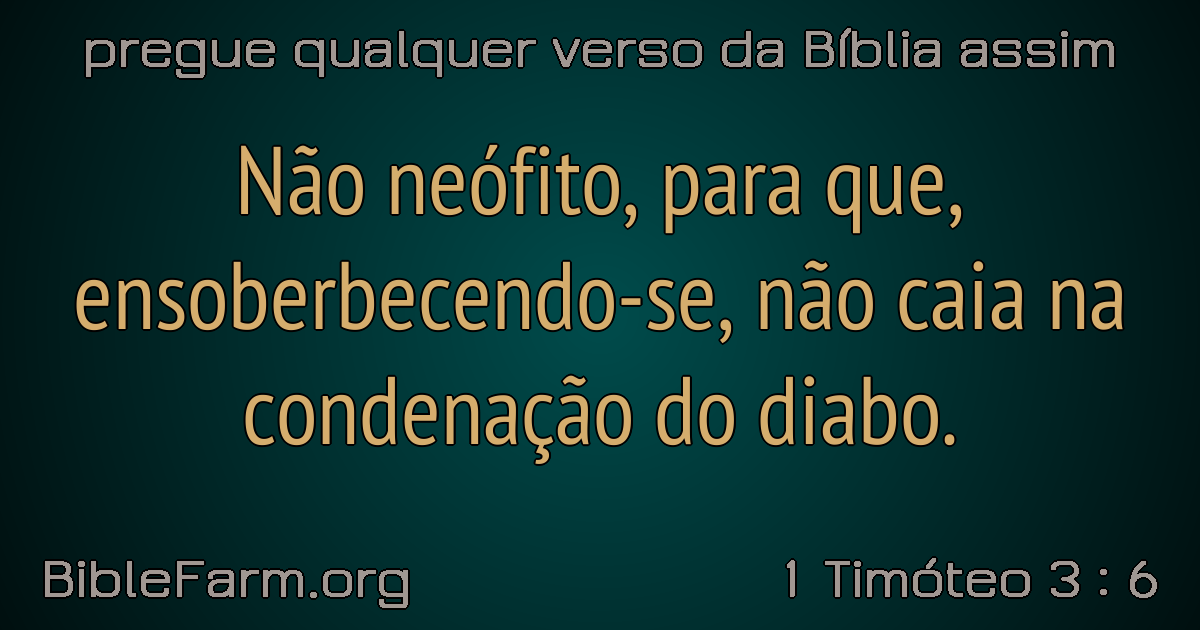 pregue qualquer verso da Bíblia assim
Não neófito, para que,
ensoberbecendo-se, não caia na
condenação do diabo.
BibleFarm.org
1 Timóteo 3 : 6